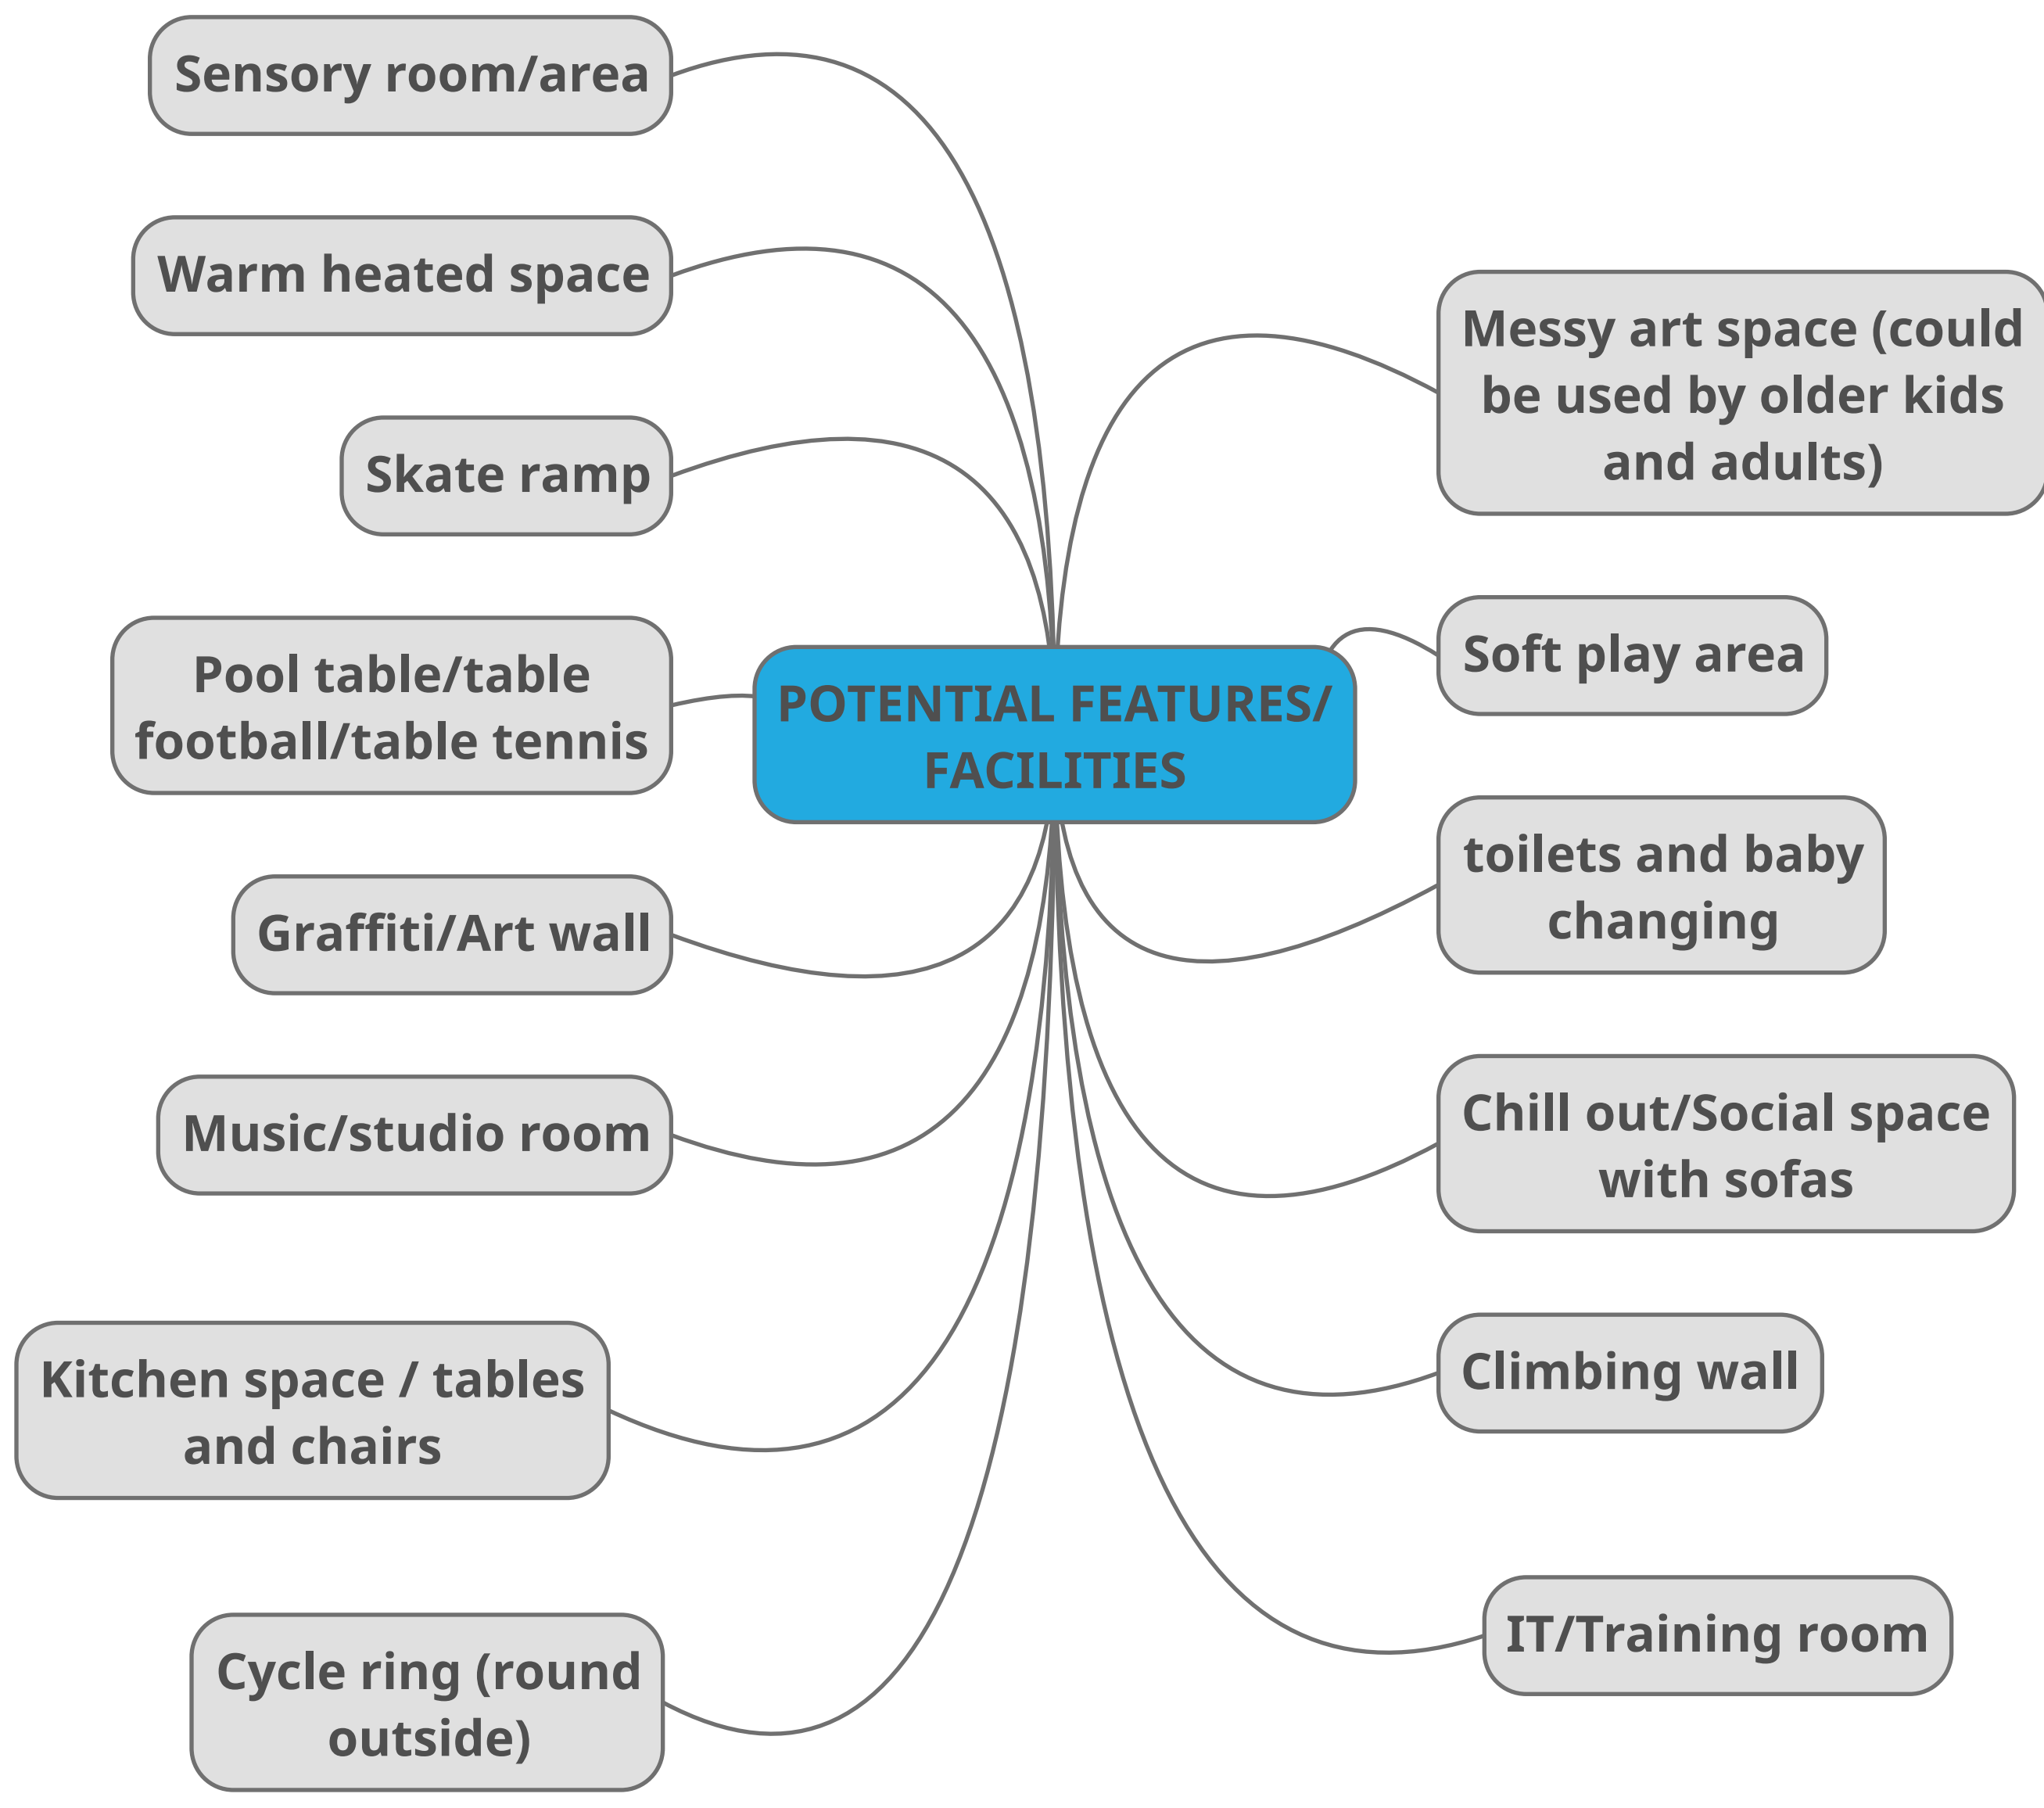 Sensory room/area
Warm heated space
Skate ramp
Pool table/table
football/table tennis
Graffiti/Art wall
Music/studio room
Kitchen space / tables
and chairs
Cycle ring (round
outside)
POTENTIAL FEATURES/
FACILITIES
Messy art space (could
be used by older kids
and adults)
Soft play area
toilets and baby
changing
Chill out/Social space
with sofas
Climbing wall
IT/Training room